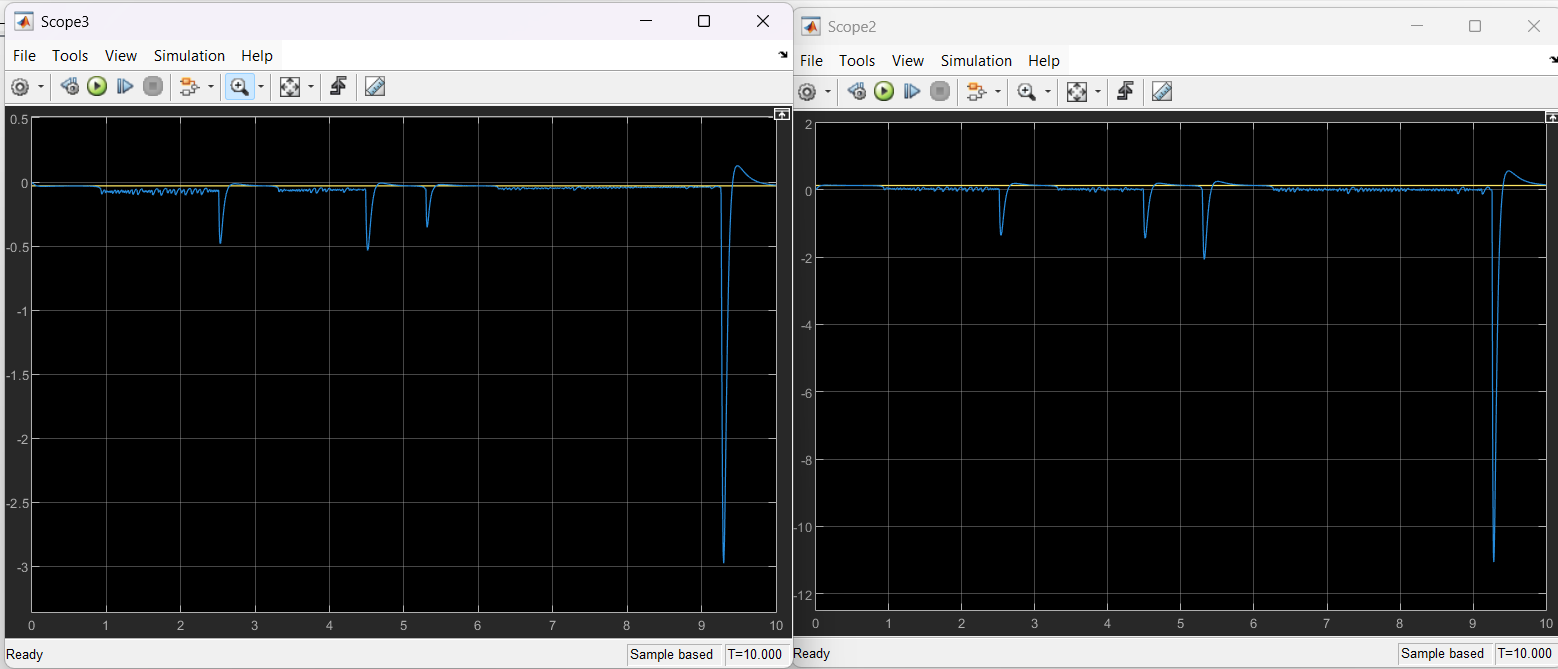 Scope3
File Tools View Simulation Help
0.5
0
-0.5
-1
-1.5
-2
-2.5
-3
0 1 2 3 4 5 6 7 8 9 10
Ready Sample based T=10.000
Scope2
File Tools View Simulation Help
2
0
-2
-4
-6
-8
-10
-12
0 1 2 3 4 5 6 7 8 9 10
Ready Sample based T=10.000